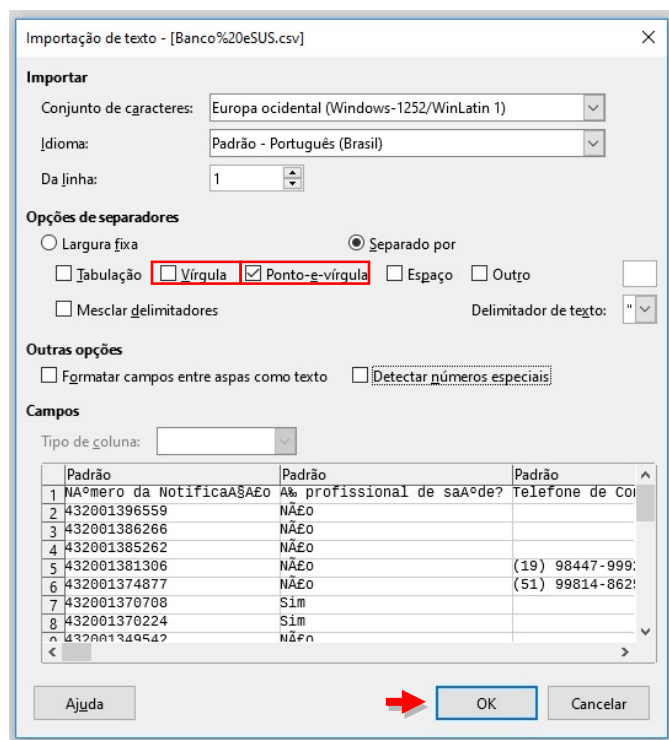 Importação de texto - [Banco%20eSUS.csv]
Importar
Conjunto de caracteres: Europa ocidental (Windows-1252/WinLatin 1)
Idioma: Padrão - Português (Brasil)
Da linha: 1
Opções de separadores
Largura fixa Separado por
Tabulação Vírgula Ponto-e-vírgula Espaço Outro
Mesclar delimitadores Delimitador de texto: "
Outras opções
Formatar campos entre aspas como texto Detectar números especiais
Campos
Tipo de coluna:
Padrão Padrão Padrão
1 NÃºmero da NotificaÃ§Ã£o Ã‰ profissional de saÃºde? Telefone de Co
2 432001396559 NÃ£o
3 432001386266 NÃ£o
4 432001385262 NÃ£o
5 432001381306 NÃ£o (19) 98447-999
6 432001374877 NÃ£o (51) 99814-862
7 432001370708 Sim
8 432001370224 Sim
9 432001349542 NÃ£o
Ajuda OK Cancelar